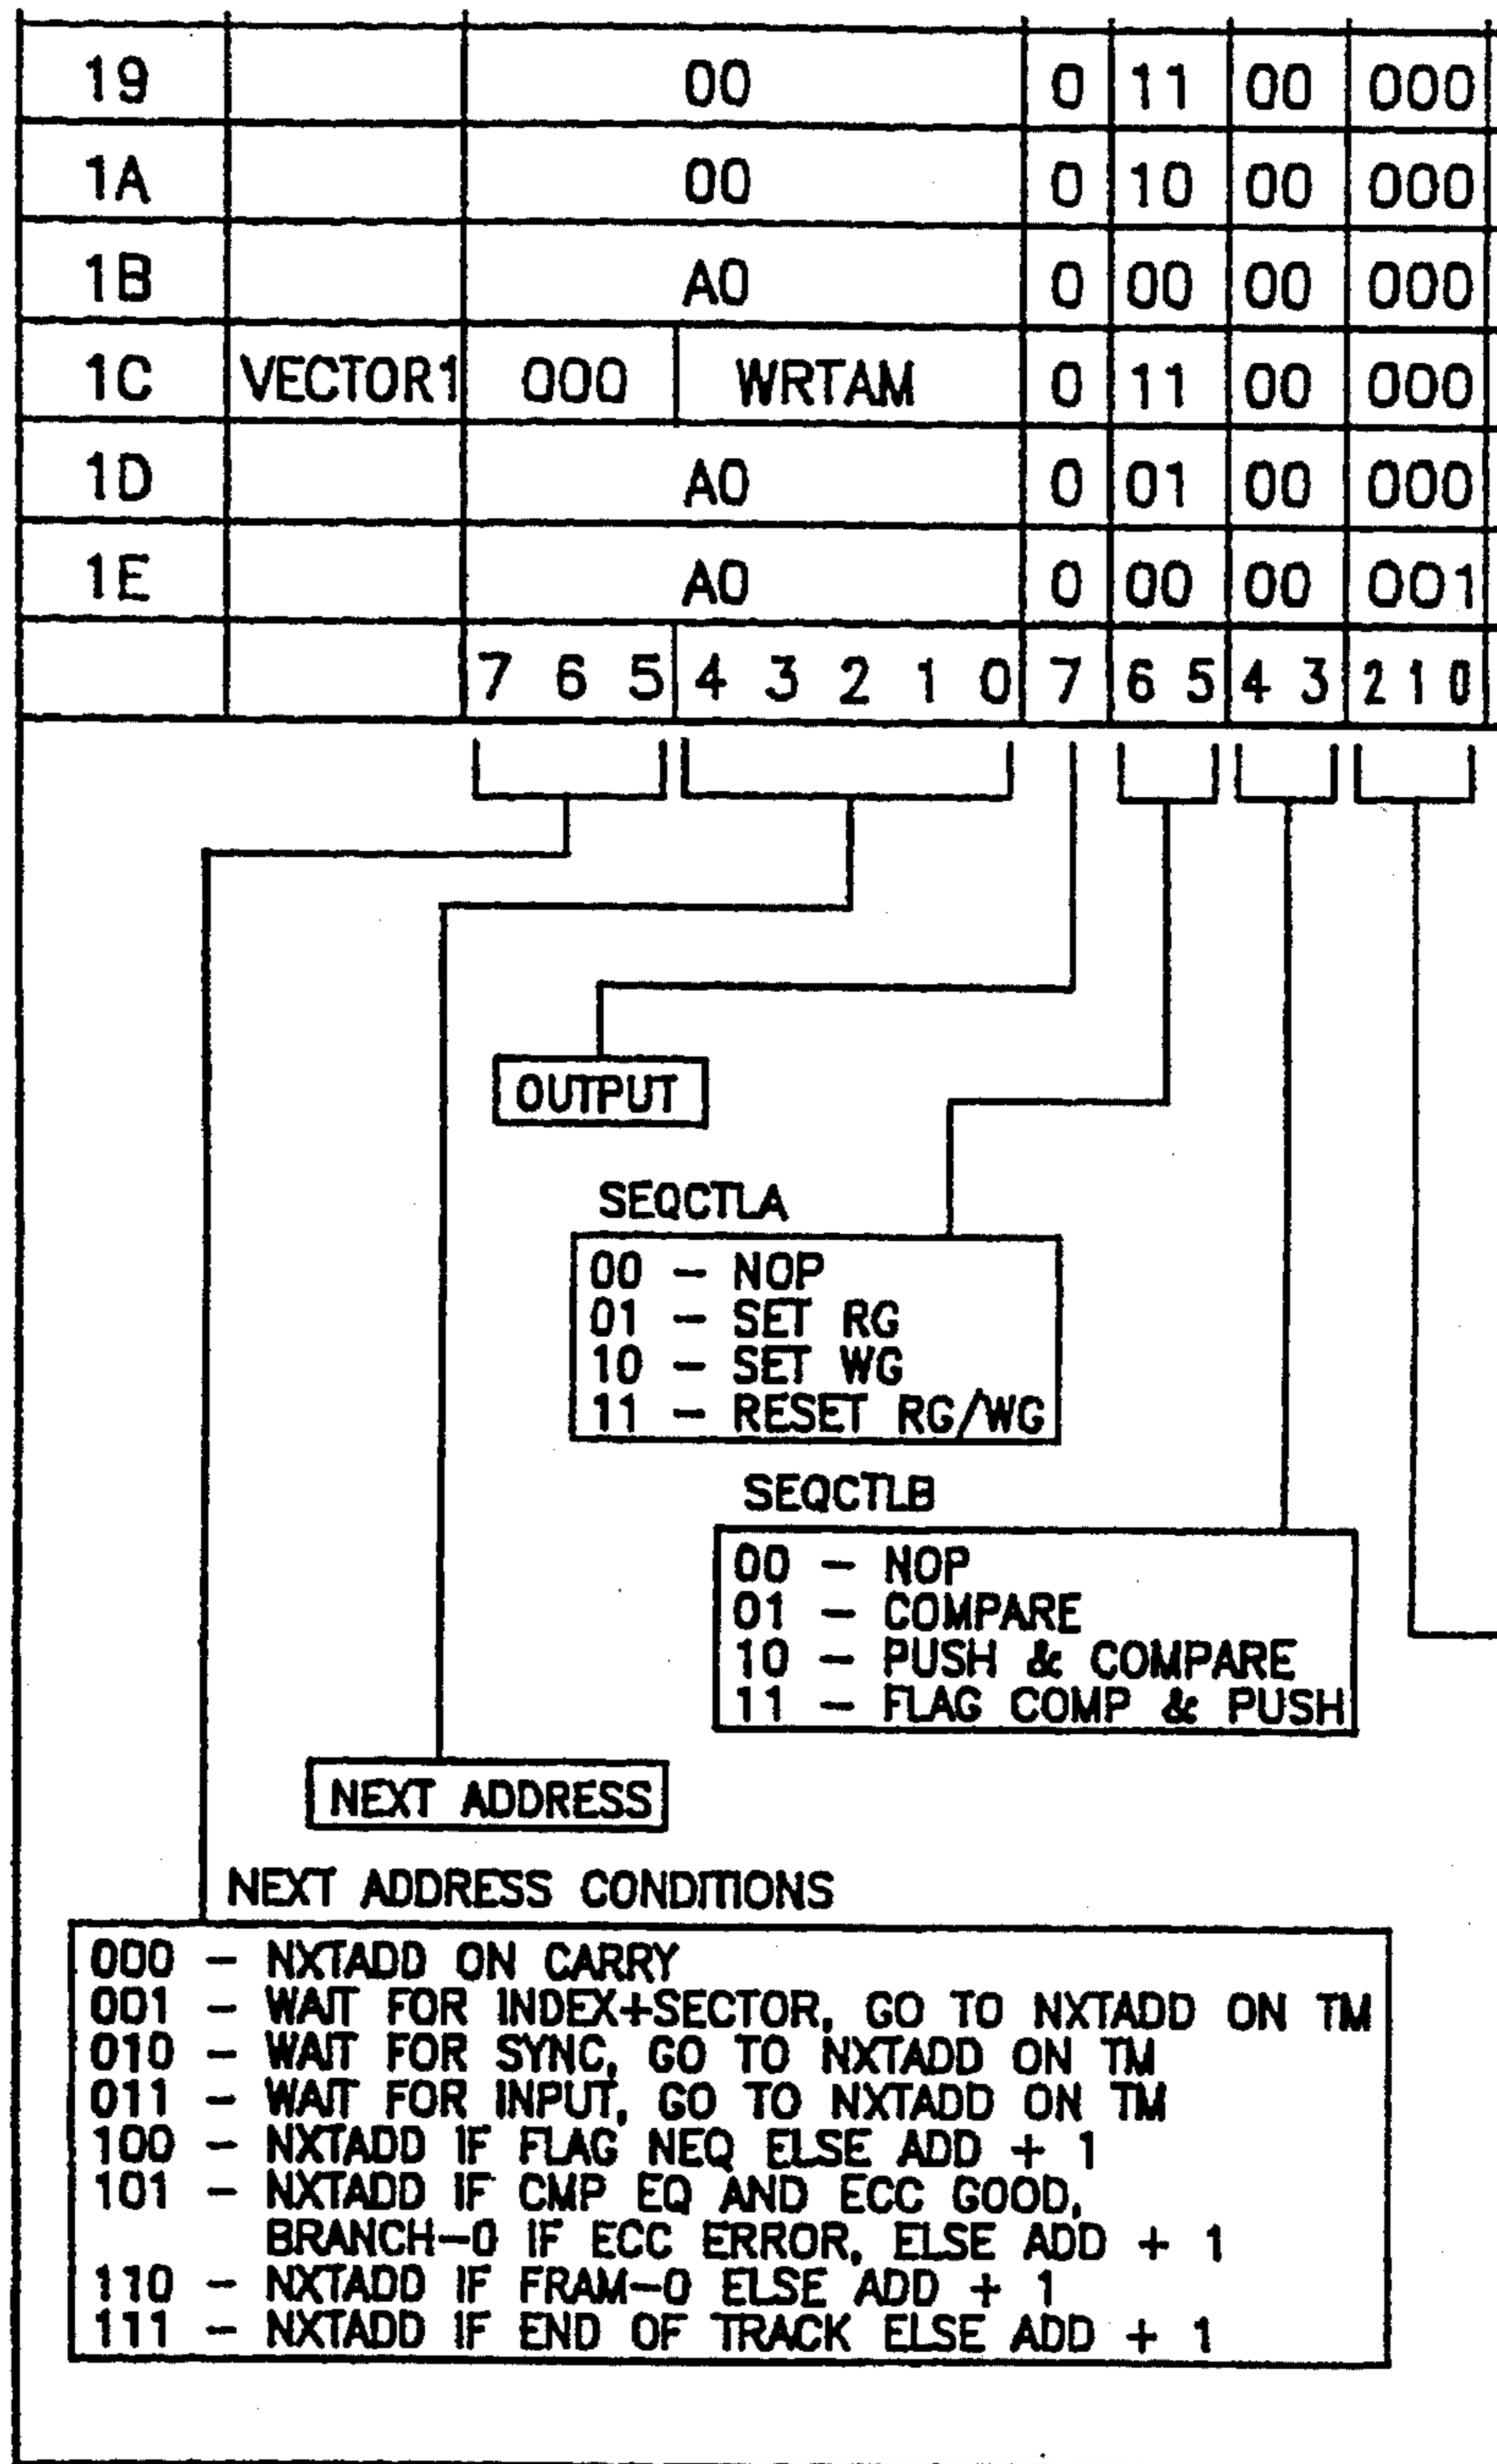 19 00 0 11 00 000
1A 00 0 10 00 000
1B A0 0 00 00 000
1C VECTOR1 000 WRTAM 0 11 00 000
1D A0 0 01 00 000
1E A0 0 00 00 001
7 6 5 4 3 2 1 0 7 6 5 4 3 2 1 0
OUTPUT
SEQCTLA
00 - NOP
01 - SET RG
10 - SET WG
11 - RESET RG/WG
SEQCTLB
00 - NOP
01 - COMPARE
10 - PUSH & COMPARE
11 - FLAG COMP & PUSH
NEXT ADDRESS
NEXT ADDRESS CONDITIONS
000 - NXTADD ON CARRY
001 - WAIT FOR INDEX+SECTOR, GO TO NXTADD ON TM
010 - WAIT FOR SYNC, GO TO NXTADD ON TM
011 - WAIT FOR INPUT, GO TO NXTADD ON TM
100 - NXTADD IF FLAG NEQ ELSE ADD + 1
101 - NXTADD IF CMP EQ AND ECC GOOD,
BRANCH-0 IF ECC ERROR, ELSE ADD + 1
110 - NXTADD IF FRAM-0 ELSE ADD + 1
111 - NXTADD IF END OF TRACK ELSE ADD + 1